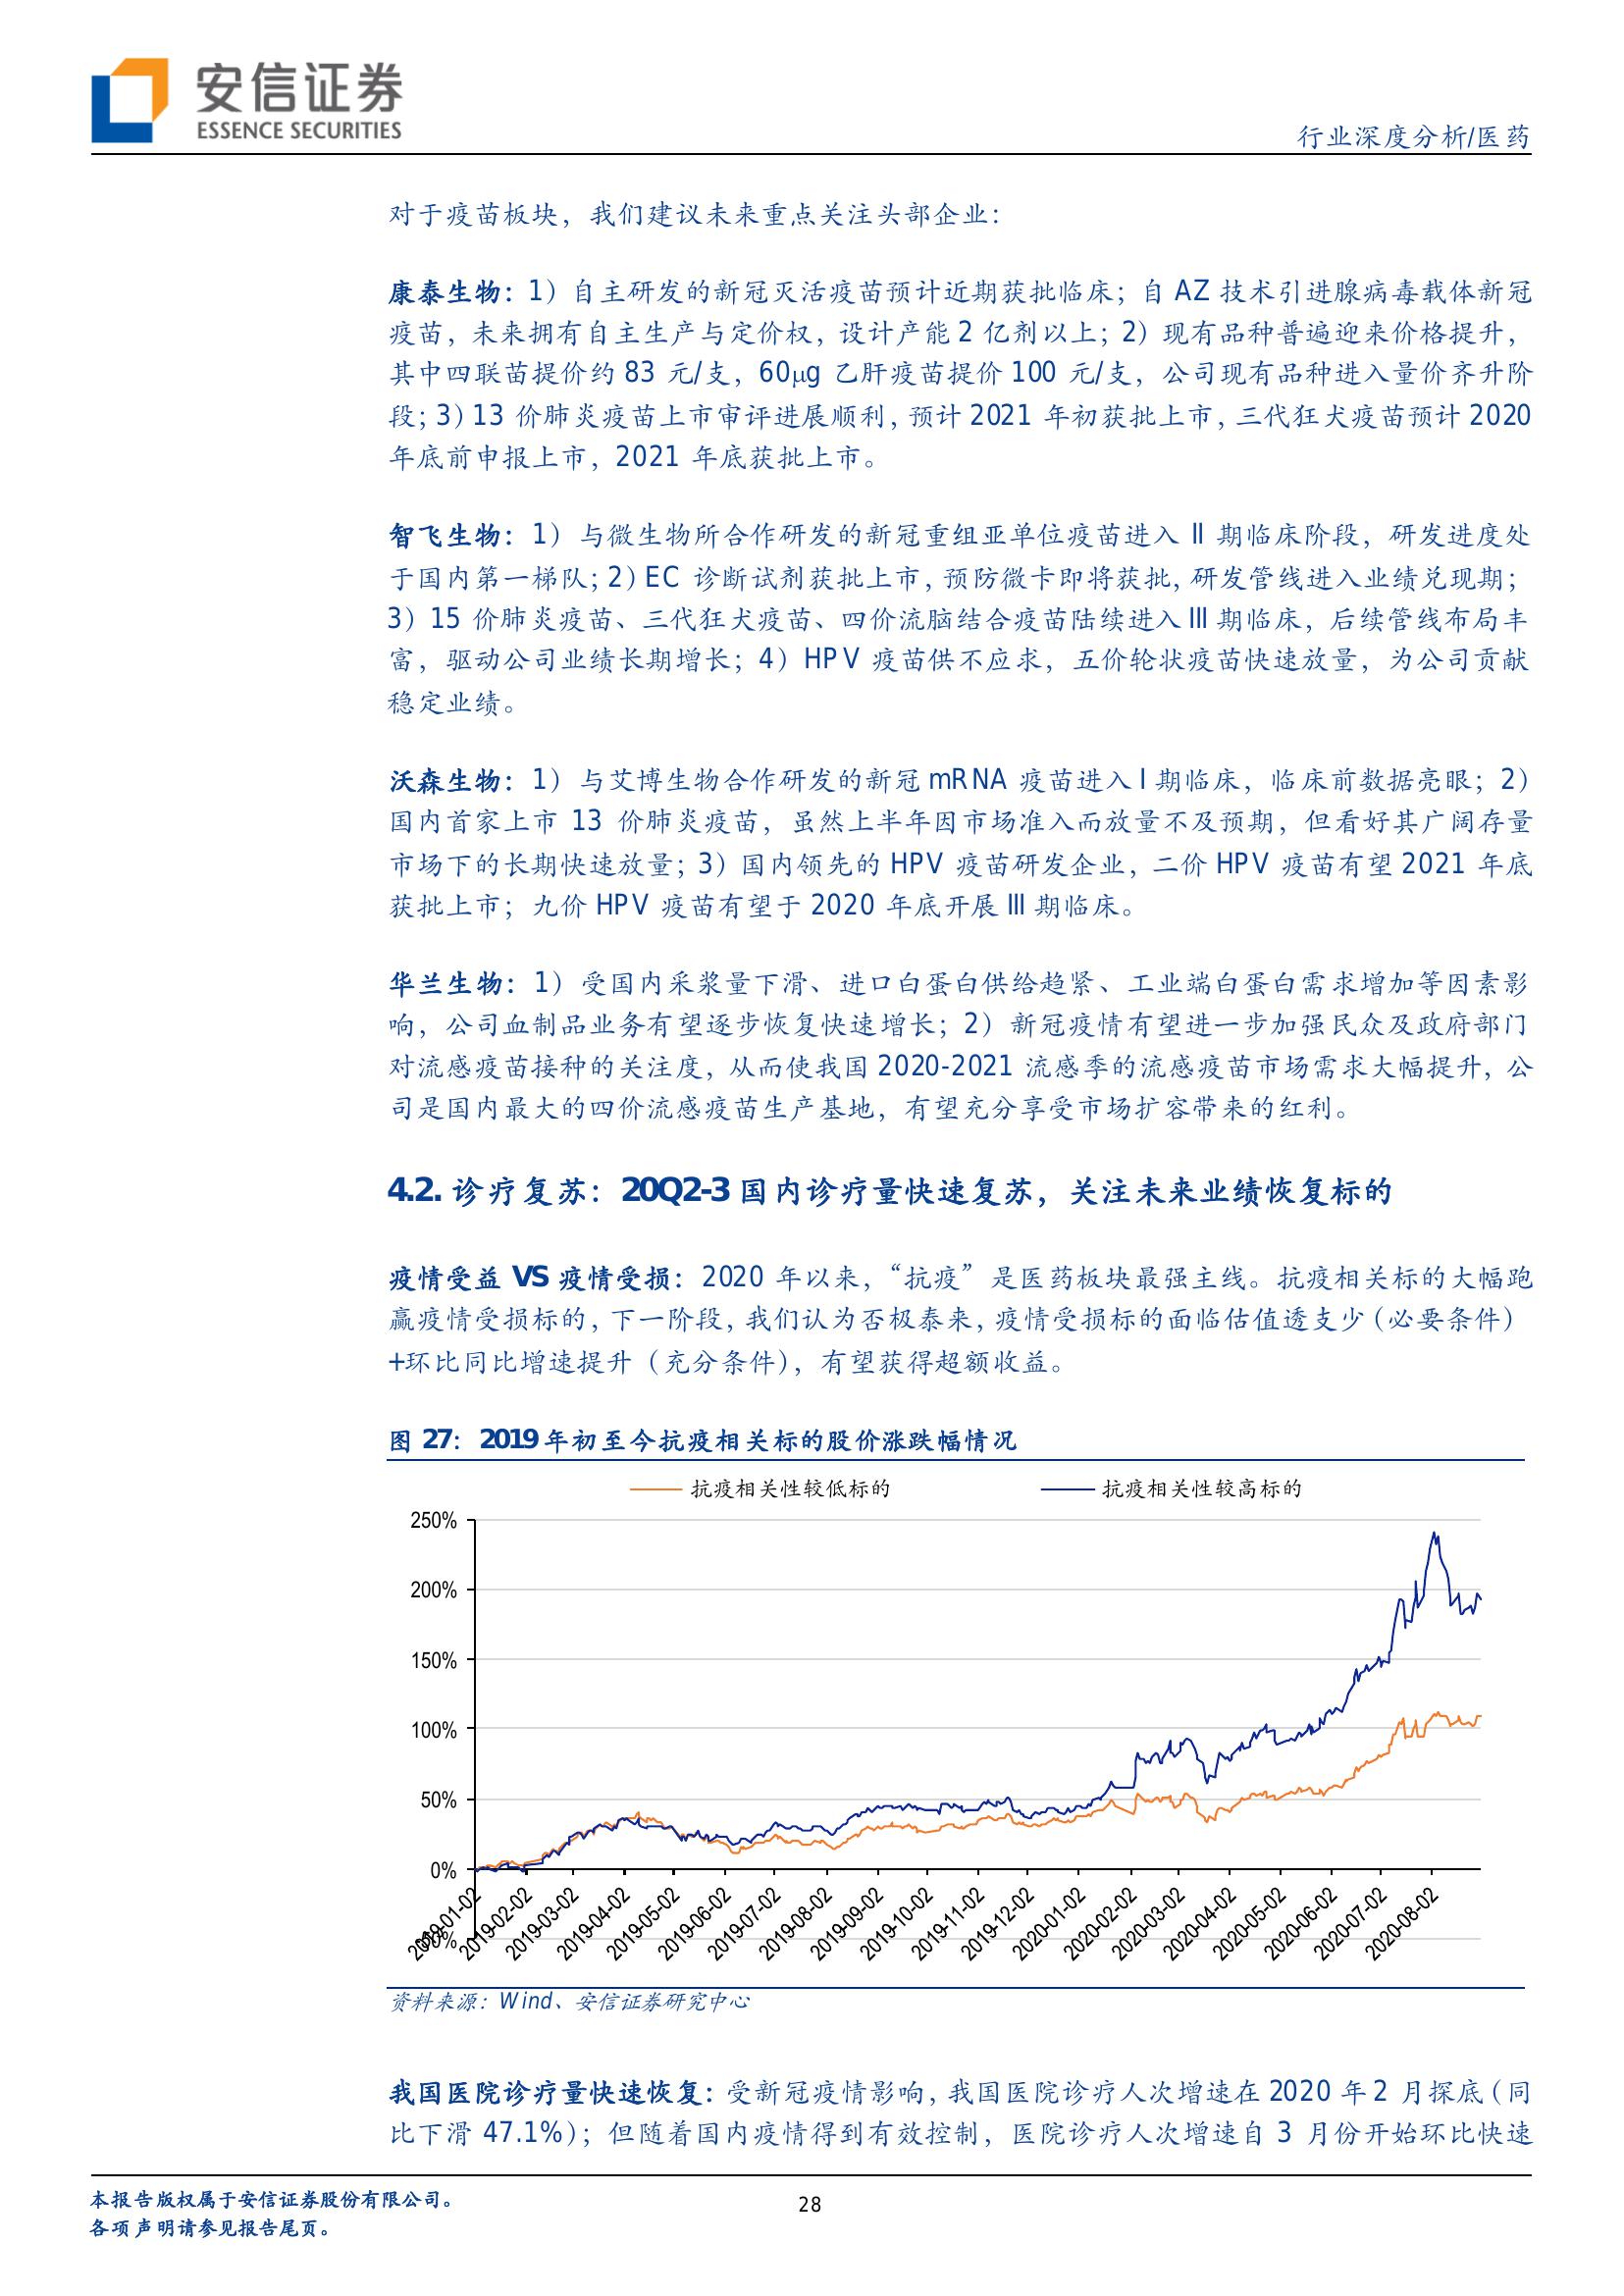 安信证券
ESSENCE SECURITIES
行业深度分析/医药
对于疫苗板块，我们建议未来重点关注头部企业：
康泰生物：1）自主研发的新冠灭活疫苗预计近期获批临床；自 AZ 技术引进腺病毒载体新冠
疫苗，未来拥有自主生产与定价权，设计产能 2 亿剂以上；2）现有品种普遍迎来价格提升，
其中四联苗提价约 83 元/支，60μg 乙肝疫苗提价 100 元/支，公司现有品种进入量价齐升阶
段；3）13 价肺炎疫苗上市审评进展顺利，预计 2021 年初获批上市，三代狂犬疫苗预计 2020
年底前申报上市，2021 年底获批上市。
智飞生物：1）与微生物所合作研发的新冠重组亚单位疫苗进入 II 期临床阶段，研发进度处
于国内第一梯队；2）EC 诊断试剂获批上市，预防微卡即将获批，研发管线进入业绩兑现期；
3）15 价肺炎疫苗、三代狂犬疫苗、四价流脑结合疫苗陆续进入 III 期临床，后续管线布局丰
富，驱动公司业绩长期增长；4）HPV 疫苗供不应求，五价轮状疫苗快速放量，为公司贡献
稳定业绩。
沃森生物：1）与艾博生物合作研发的新冠 mRNA 疫苗进入 I 期临床，临床前数据亮眼；2）
国内首家上市 13 价肺炎疫苗，虽然上半年因市场准入而放量不及预期，但看好其广阔存量
市场下的长期快速放量；3）国内领先的 HPV 疫苗研发企业，二价 HPV 疫苗有望 2021 年底
获批上市；九价 HPV 疫苗有望于 2020 年底开展 III 期临床。
华兰生物：1）受国内采浆量下滑、进口白蛋白供给趋紧、工业端白蛋白需求增加等因素影
响，公司血制品业务有望逐步恢复快速增长；2）新冠疫情有望进一步加强民众及政府部门
对流感疫苗接种的关注度，从而使我国 2020-2021 流感季的流感疫苗市场需求大幅提升，公
司是国内最大的四价流感疫苗生产基地，有望充分享受市场扩容带来的红利。
4.2. 诊疗复苏：20Q2-3 国内诊疗量快速复苏，关注未来业绩恢复标的
疫情受益 VS 疫情受损：2020 年以来，“抗疫”是医药板块最强主线。抗疫相关标的大幅跑
赢疫情受损标的，下一阶段，我们认为否极泰来，疫情受损标的面临估值透支少（必要条件）
+环比同比增速提升（充分条件），有望获得超额收益。
图 27： 2019 年初至今抗疫相关标的股价涨跌幅情况
抗疫相关性较低标的 抗疫相关性较高标的
250%
200%
150%
100%
50%
0%
-50%
2019-01-02 2019-02-02 2019-03-02 2019-04-02 2019-05-02 2019-06-02 2019-07-02 2019-08-02 2019-09-02 2019-10-02 2019-11-02 2019-12-02 2020-01-02 2020-02-02 2020-03-02 2020-04-02 2020-05-02 2020-06-02 2020-07-02 2020-08-02
资料来源：Wind、安信证券研究中心
我国医院诊疗量快速恢复：受新冠疫情影响，我国医院诊疗人次增速在 2020 年 2 月探底（同
比下滑 47.1%）；但随着国内疫情得到有效控制，医院诊疗人次增速自 3 月份开始环比快速
本报告版权属于安信证券股份有限公司。
28
各项声明请参见报告尾页。